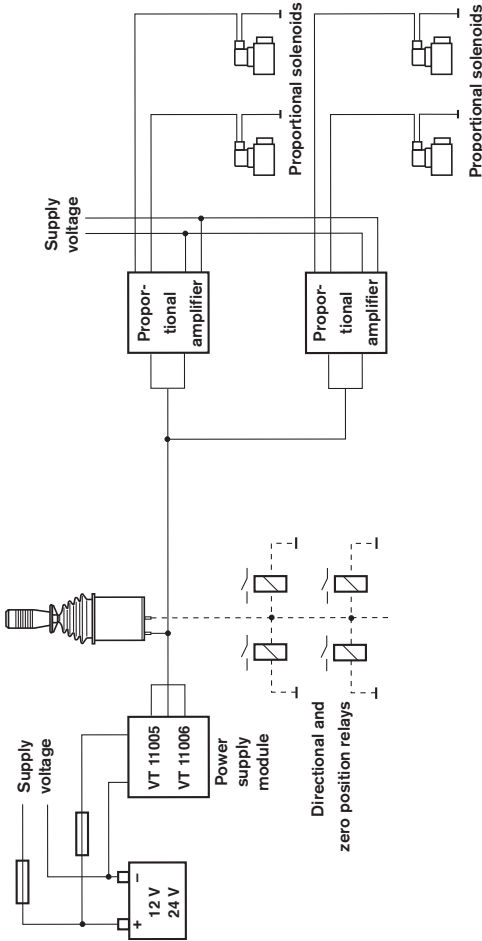 Supply
voltage
+
–
12 V
24 V
VT 11005
VT 11006
Power
supply
module
Directional and
zero position relays
Supply
voltage
Propor-
tional
amplifier
Propor-
tional
amplifier
Proportional solenoids
Proportional solenoids